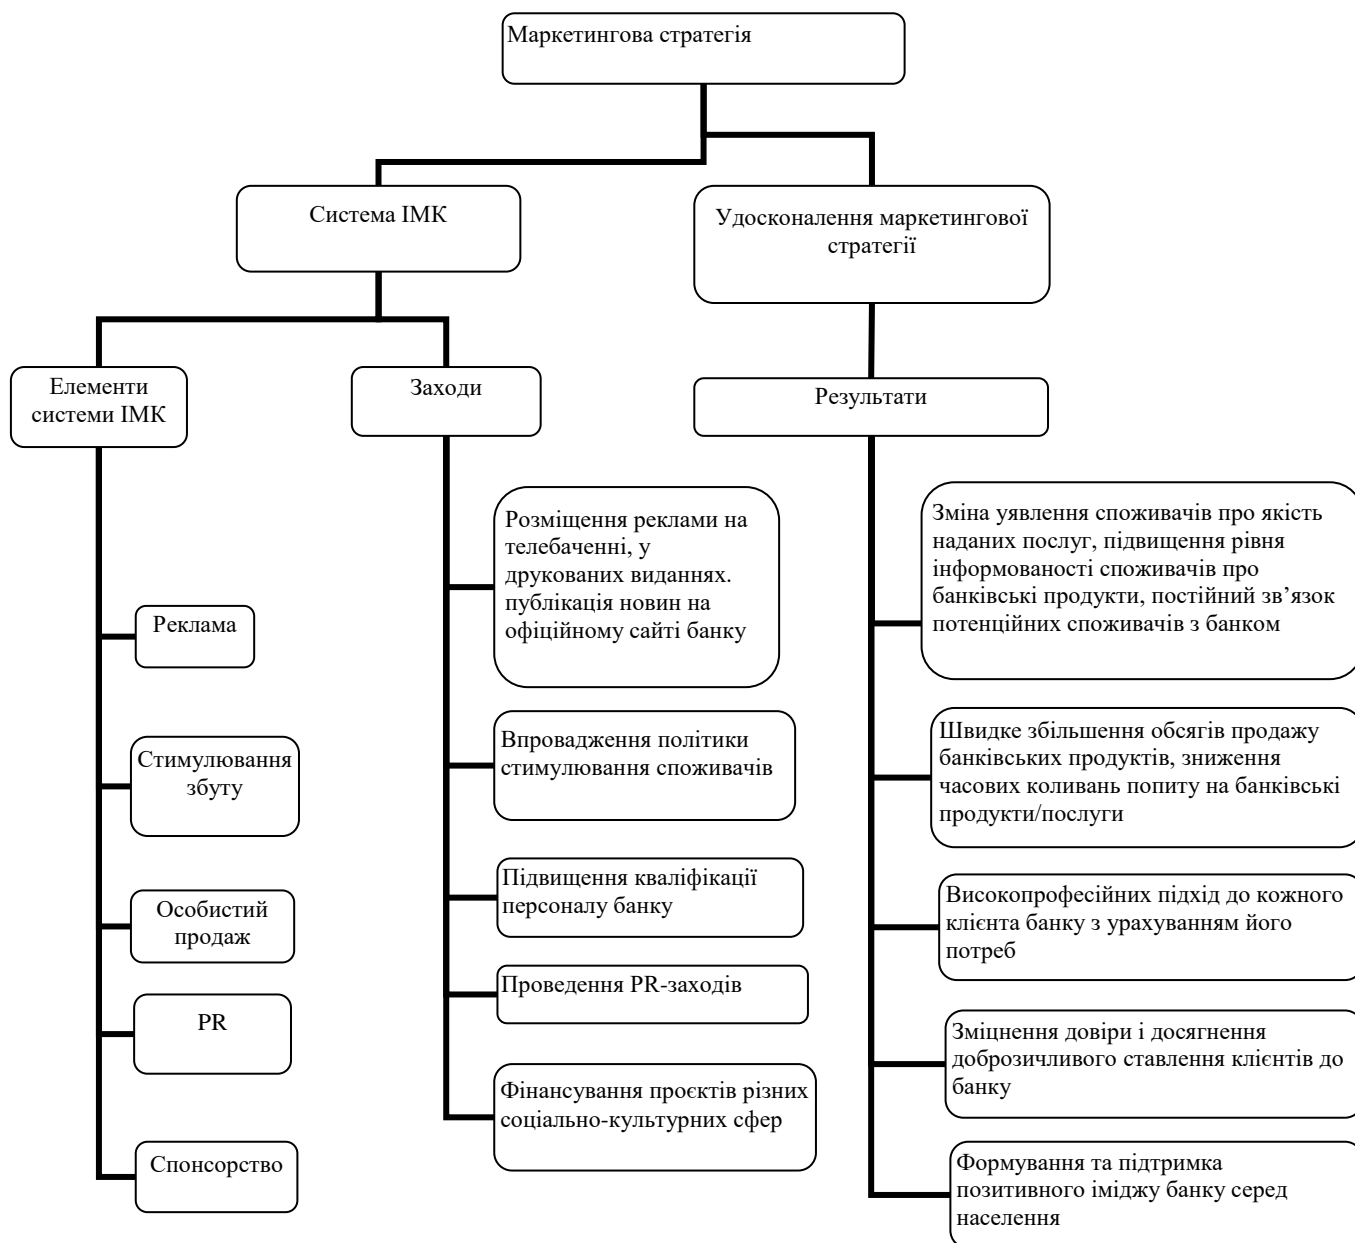 Маркетингова стратегія
Система ІМК
Удосконалення маркетингової
стратегії
Елементи
системи ІМК
Заходи
Результати
Реклама
Стимулювання
збуту
Особистий
продаж
PR
Спонсорство
Розміщення реклами на
телебаченні, у
друкованих виданнях.
публікація новин на
офіційному сайті банку
Впровадження політики
стимулювання споживачів
Підвищення кваліфікації
персоналу банку
Проведення PR-заходів
Фінансування проєктів різних
соціально-культурних сфер
Зміна уявлення споживачів про якість
наданих послуг, підвищення рівня
інформованості споживачів про
банківські продукти, постійний зв’язок
потенційних споживачів з банком
Швидке збільшення обсягів продажу
банківських продуктів, зниження
часових коливань попиту на банківські
продукти/послуги
Високопрофесійних підхід до кожного
клієнта банку з урахуванням його
потреб
Зміцнення довіри і досягнення
доброзичливого ставлення клієнтів до
банку
Формування та підтримка
позитивного іміджу банку серед
населення